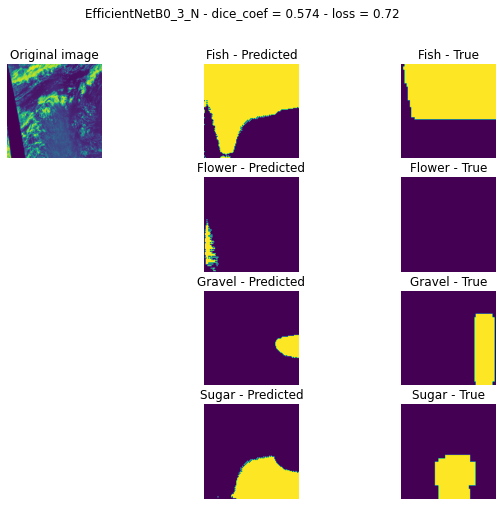 EfficientNetB0_3_N - dice_coef = 0.574 - loss = 0.72
Original image
Fish - Predicted
Fish - True
Flower - Predicted
Flower - True
Gravel - Predicted
Gravel - True
Sugar - Predicted
Sugar - True